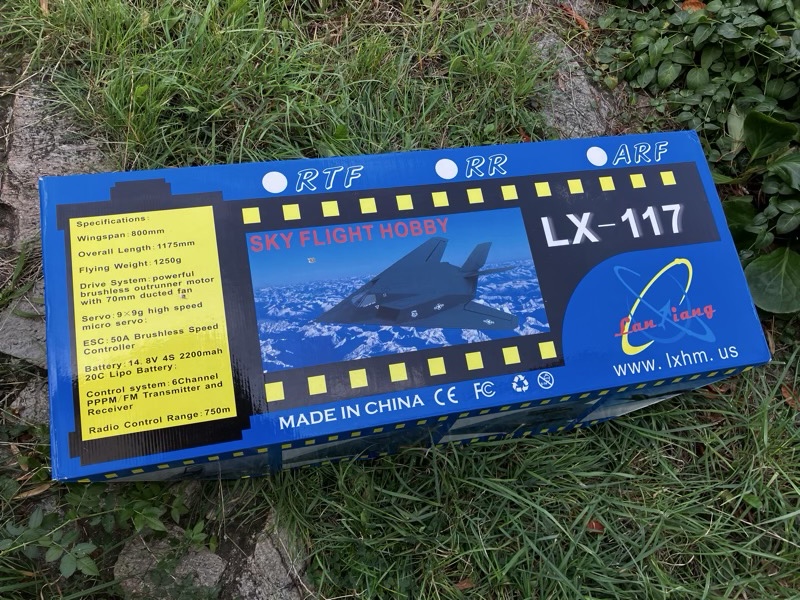 RTF RR ARF
Specifications:
Wingspan: 800mm
Overall Length: 1175mm
Flying Weight: 1250g
Drive System: powerful
brushless outrunner motor
with 70mm ducted fan
Servo: 9×9g high speed
micro servo:
ESC: 50A Brushless Speed
Controller
Battery: 14.8V 4S 2200mah
20C Lipo Battery:
Control system: 6Channel
PPPM/FM Transmitter and
Receiver
Radio Control Range: 750m
SKY FLIGHT HOBBY
LX-117
Lan Xiang
www.lxhm.us
MADE IN CHINA CE FC